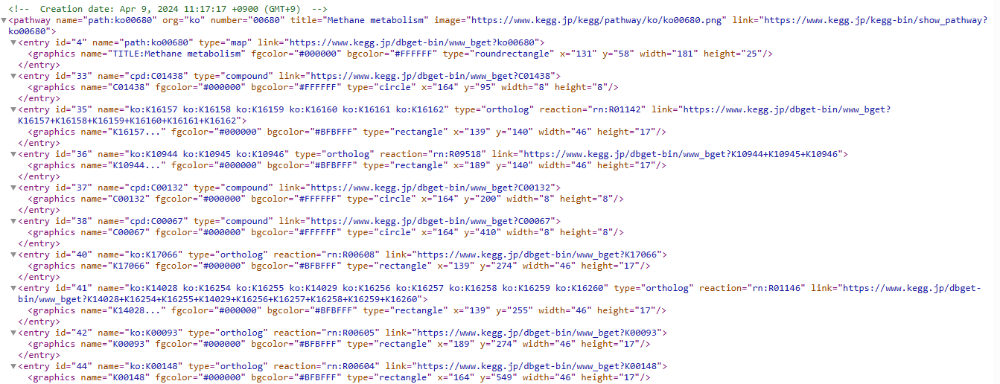 <!--  Creation date: Apr 9, 2024 11:17:17 +0900 (GMT+9)  -->
<pathway name="path:ko00680" org="ko" number="00680" title="Methane metabolism" image="https://www.kegg.jp/kegg/pathway/ko/ko00680.png" link="https://www.kegg.jp/kegg-bin/show_pathway?
ko00680">
<entry id="4" name="path:ko00680" type="map" link="https://www.kegg.jp/dbget-bin/www_bget?ko00680">
<graphics name="TITLE:Methane metabolism" fgcolor="#000000" bgcolor="#FFFFFF" type="roundrectangle" x="131" y="58" width="181" height="25"/>
</entry>
<entry id="33" name="cpd:C01438" type="compound" link="https://www.kegg.jp/dbget-bin/www_bget?C01438">
<graphics name="C01438" fgcolor="#000000" bgcolor="#FFFFFF" type="circle" x="164" y="95" width="8" height="8"/>
</entry>
<entry id="35" name="ko:K16157 ko:K16158 ko:K16159 ko:K16160 ko:K16161 ko:K16162" type="ortholog" reaction="rn:R01142" link="https://www.kegg.jp/dbget-bin/www_bget?
K16157+K16158+K16159+K16160+K16161+K16162">
<graphics name="K16157..." fgcolor="#000000" bgcolor="#BFBFFF" type="rectangle" x="139" y="140" width="46" height="17"/>
</entry>
<entry id="36" name="ko:K10944 ko:K10945 ko:K10946" type="ortholog" reaction="rn:R09518" link="https://www.kegg.jp/dbget-bin/www_bget?K10944+K10945+K10946">
<graphics name="K10944..." fgcolor="#000000" bgcolor="#BFBFFF" type="rectangle" x="189" y="140" width="46" height="17"/>
</entry>
<entry id="37" name="cpd:C00132" type="compound" link="https://www.kegg.jp/dbget-bin/www_bget?C00132">
<graphics name="C00132" fgcolor="#000000" bgcolor="#FFFFFF" type="circle" x="164" y="200" width="8" height="8"/>
</entry>
<entry id="38" name="cpd:C00067" type="compound" link="https://www.kegg.jp/dbget-bin/www_bget?C00067">
<graphics name="C00067" fgcolor="#000000" bgcolor="#FFFFFF" type="circle" x="164" y="410" width="8" height="8"/>
</entry>
<entry id="40" name="ko:K17066" type="ortholog" reaction="rn:R00608" link="https://www.kegg.jp/dbget-bin/www_bget?K17066">
<graphics name="K17066" fgcolor="#000000" bgcolor="#BFBFFF" type="rectangle" x="139" y="274" width="46" height="17"/>
</entry>
<entry id="41" name="ko:K14028 ko:K16254 ko:K16255 ko:K14029 ko:K16256 ko:K16257 ko:K16258 ko:K16259 ko:K16260" type="ortholog" reaction="rn:R01146" link="https://www.kegg.jp/dbget-
bin/www_bget?K14028+K16254+K16255+K14029+K16256+K16257+K16258+K16259+K16260">
<graphics name="K14028..." fgcolor="#000000" bgcolor="#BFBFFF" type="rectangle" x="139" y="255" width="46" height="17"/>
</entry>
<entry id="42" name="ko:K00093" type="ortholog" reaction="rn:R00605" link="https://www.kegg.jp/dbget-bin/www_bget?K00093">
<graphics name="K00093" fgcolor="#000000" bgcolor="#BFBFFF" type="rectangle" x="189" y="274" width="46" height="17"/>
</entry>
<entry id="44" name="ko:K00148" type="ortholog" reaction="rn:R00604" link="https://www.kegg.jp/dbget-bin/www_bget?K00148">
<graphics name="K00148" fgcolor="#000000" bgcolor="#BFBFFF" type="rectangle" x="164" y="549" width="46" height="17"/>